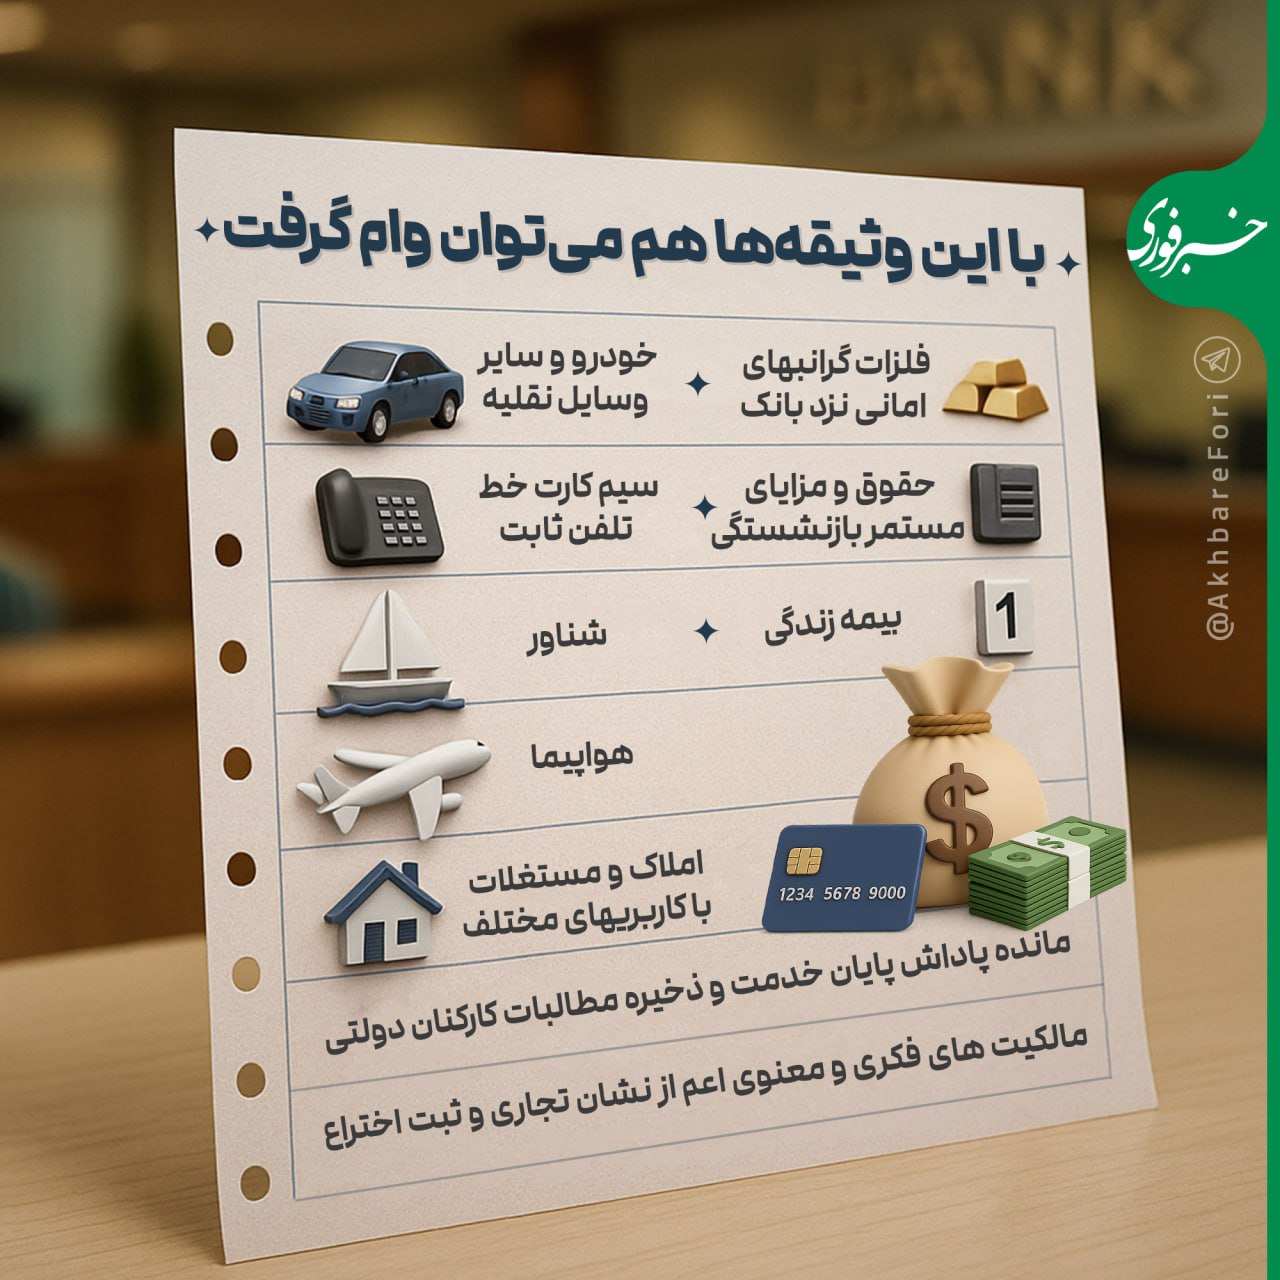 BANK
خبرفوری
@AkhbareFori
با این وثیقه‌ها هم می‌توان وام گرفت
فلزات گرانبهای
امانی نزد بانک
خودرو و سایر
وسایل نقلیه
حقوق و مزایای
مستمر بازنشستگی
سیم کارت خط
تلفن ثابت
1
بیمه زندگی
شناور
هواپیما
$
1234 5678 9000
املاک و مستغلات
با کاربریهای مختلف
مانده پاداش پایان خدمت و ذخیره مطالبات کارکنان دولتی
مالکیت های فکری و معنوی اعم از نشان تجاری و ثبت اختراع